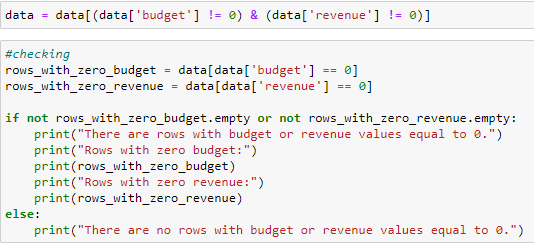 data = data[(data['budget'] != 0) & (data['revenue'] != 0)]
#checking
rows_with_zero_budget = data[data['budget'] == 0]
rows_with_zero_revenue = data[data['revenue'] == 0]
if not rows_with_zero_budget.empty or not rows_with_zero_revenue.empty:
    print("There are rows with budget or revenue values equal to 0.")
    print("Rows with zero budget:")
    print(rows_with_zero_budget)
    print("Rows with zero revenue:")
    print(rows_with_zero_revenue)
else:
    print("There are no rows with budget or revenue values equal to 0.")